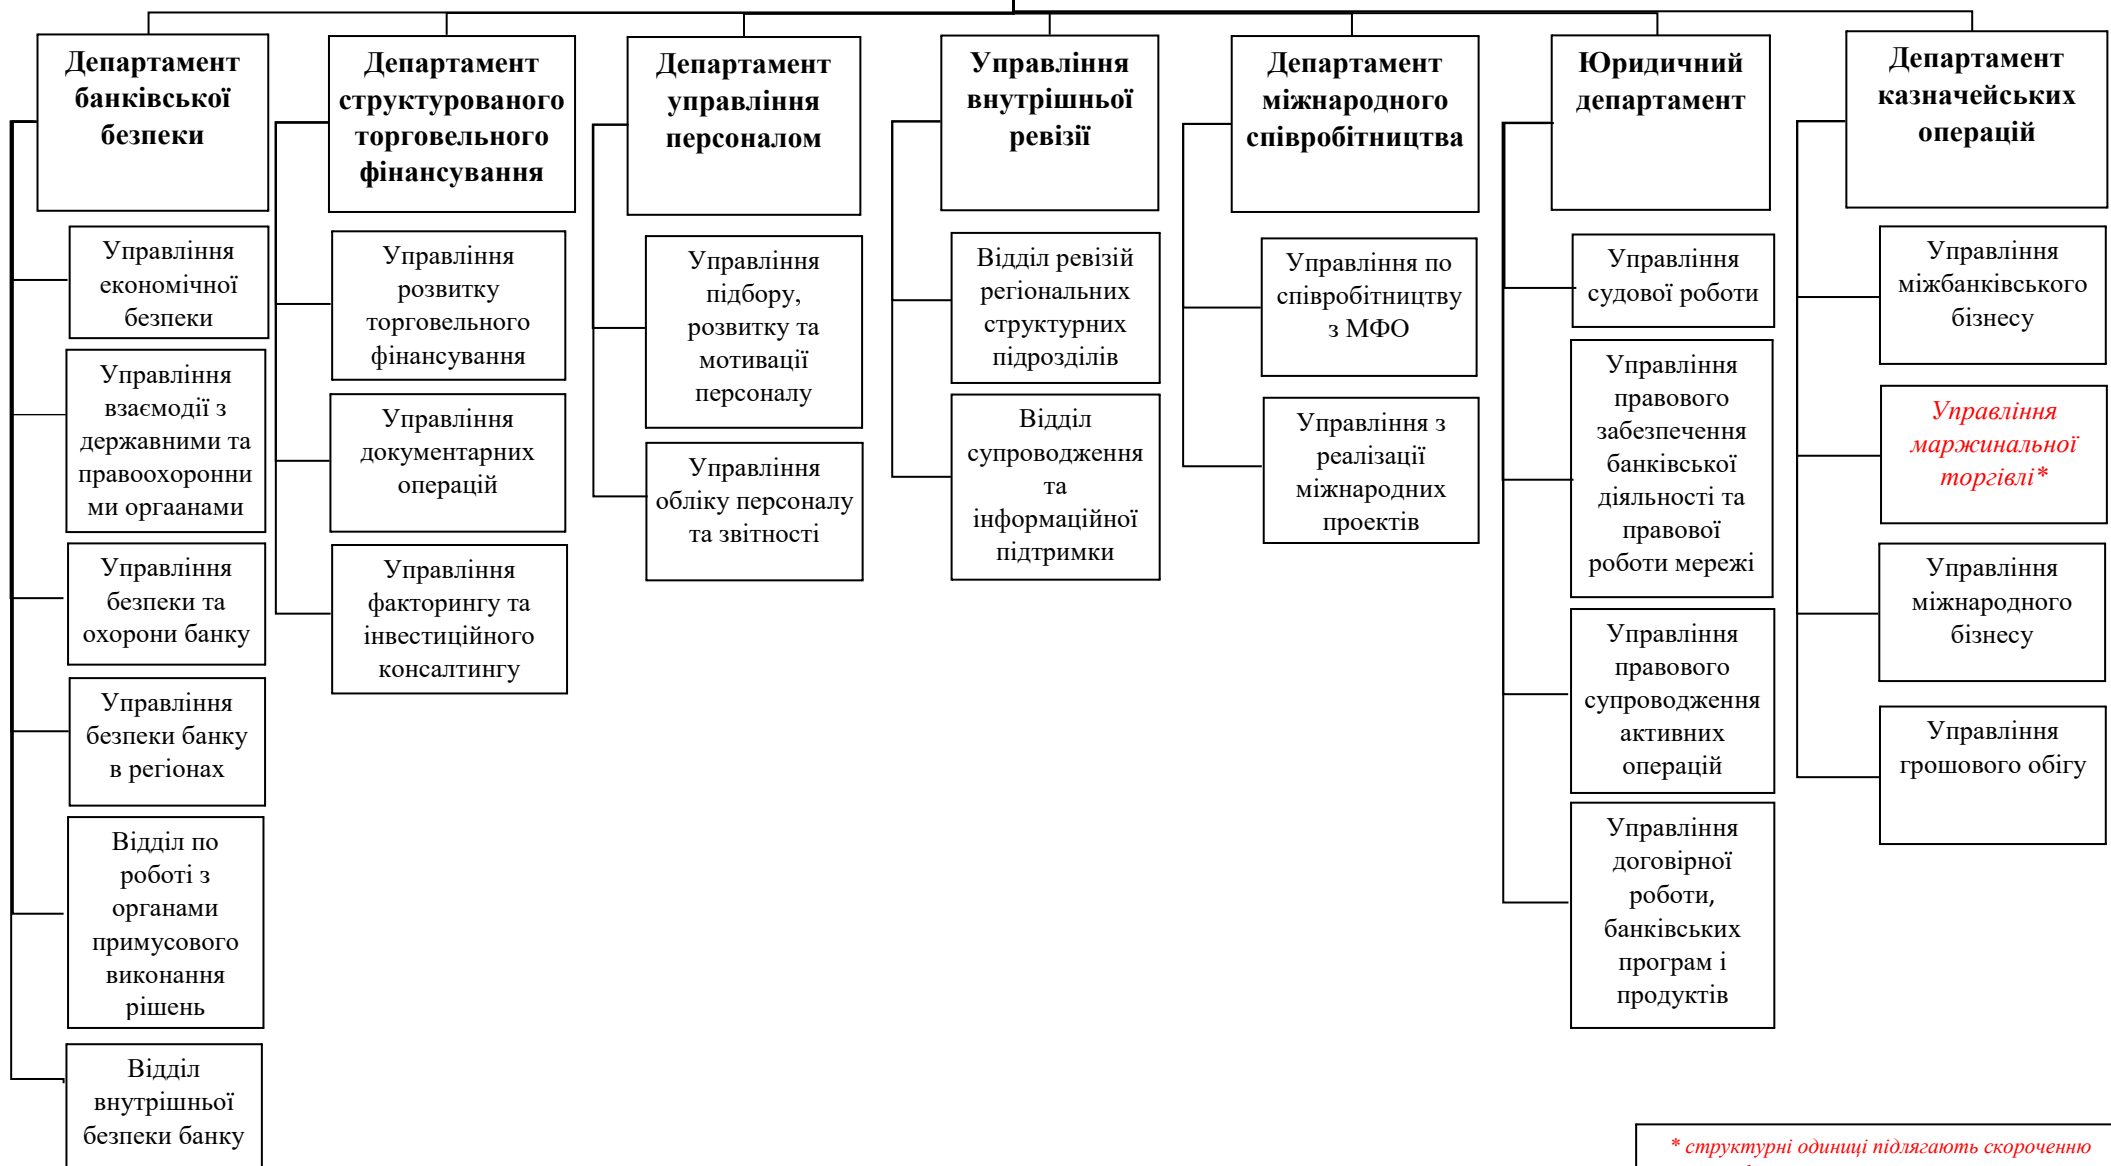 Департамент
банківської
безпеки
Управління
економічної
безпеки
Управління
взаємодії з
державними та
правоохоронни
ми оргаанами
Управління
безпеки та
охорони банку
Управління
безпеки банку
в регіонах
Відділ по
роботі з
органами
примусового
виконання
рішень
Відділ
внутрішньої
безпеки банку
Департамент
структурованого
торговельного
фінансування
Управління
розвитку
торговельного
фінансування
Управління
документарних
операцій
Управління
факторингу та
інвестиційного
консалтингу
Департамент
управління
персоналом
Управління
підбору,
розвитку та
мотивації
персоналу
Управління
обліку персоналу
та звітності
Управління
внутрішньої
ревізії
Відділ ревізій
регіональних
структурних
підрозділів
Відділ
супроводження
та
інформаційної
підтримки
Департамент
міжнародного
співробітництва
Управління по
співробітництву
з МФО
Управління з
реалізації
міжнародних
проектів
Юридичний
департамент
Управління
судової роботи
Управління
правового
забезпечення
банківської
діяльності та
правової
роботи мережі
Управління
правового
супроводження
активних
операцій
Управління
договірної
роботи,
банківських
програм і
продуктів
Департамент
казначейських
операцій
Управління
міжбанківського
бізнесу
Управління
маржинальної
торгівлі*
Управління
міжнародного
бізнесу
Управління
грошового обігу
* структурні одиниці підлягають скороченню